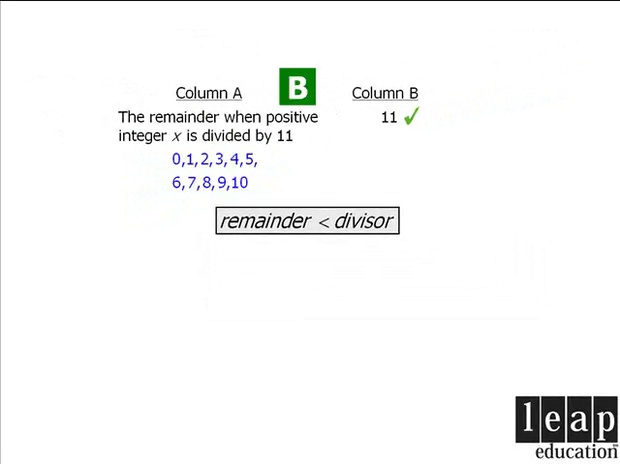 B
Column A Column B
The remainder when positive 11 ✓
integer x is divided by 11
0,1,2,3,4,5,
6,7,8,9,10
remainder < divisor
leap
education™